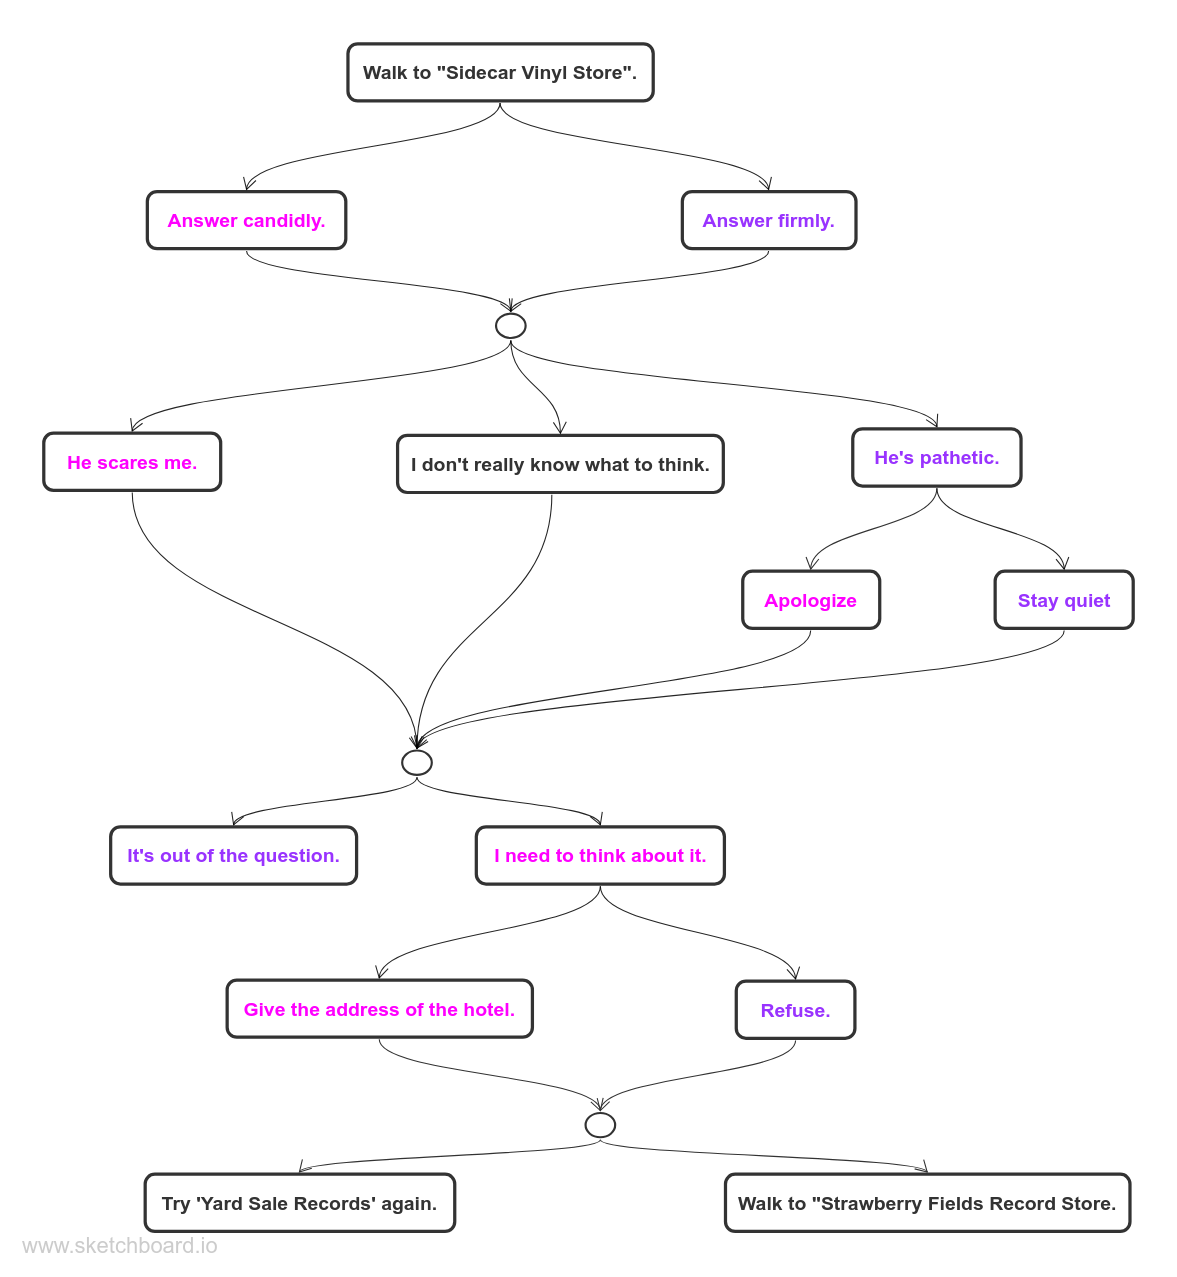 Walk to "Sidecar Vinyl Store".
Answer candidly.
Answer firmly.
He scares me.
I don't really know what to think.
He's pathetic.
Apologize
Stay quiet
It's out of the question.
I need to think about it.
Give the address of the hotel.
Refuse.
Try 'Yard Sale Records' again.
Walk to "Strawberry Fields Record Store.
www.sketchboard.io